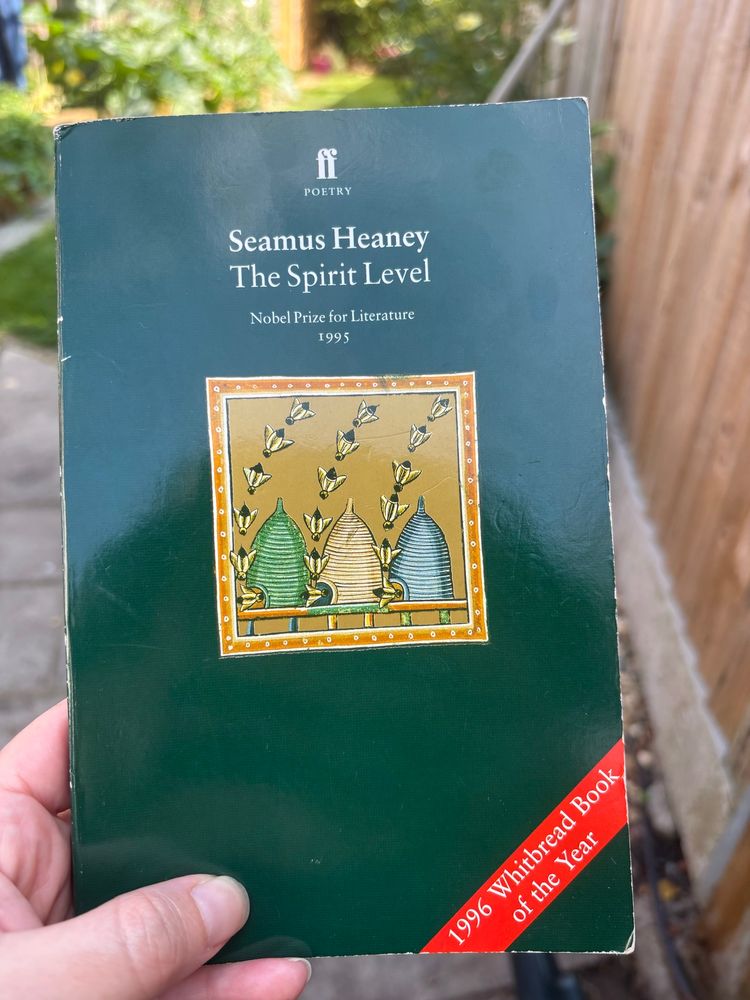 ff
POETRY
Seamus Heaney
The Spirit Level
Nobel Prize for Literature
1995
1996 Whitbread Book
of the Year